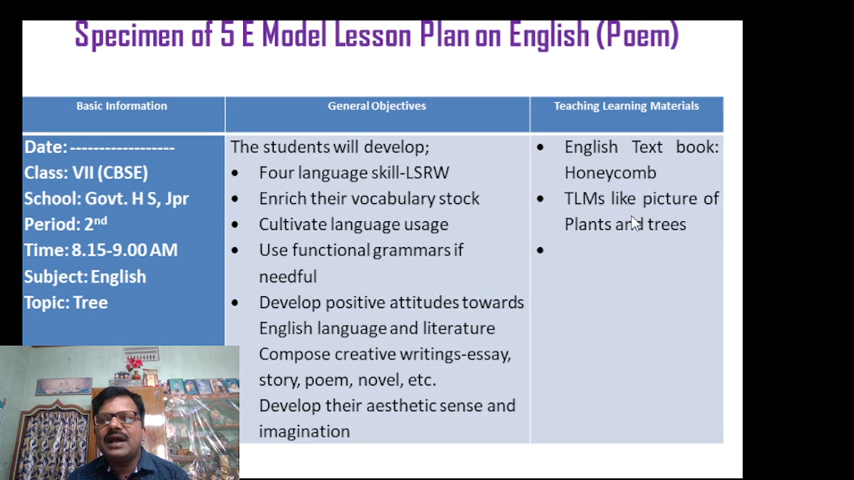 Specimen of 5 E Model Lesson Plan on English (Poem)
Basic Information
General Objectives
Teaching Learning Materials
Date: ------------------
Class: VII (CBSE)
School: Govt. H S, Jpr
Period: 2nd
Time: 8.15-9.00 AM
Subject: English
Topic: Tree
The students will develop;
• Four language skill-LSRW
• Enrich their vocabulary stock
• Cultivate language usage
• Use functional grammars if
needful
• Develop positive attitudes towards
English language and literature
Compose creative writings-essay,
story, poem, novel, etc.
Develop their aesthetic sense and
imagination
• English Text book:
Honeycomb
• TLMs like picture of
Plants and trees
•